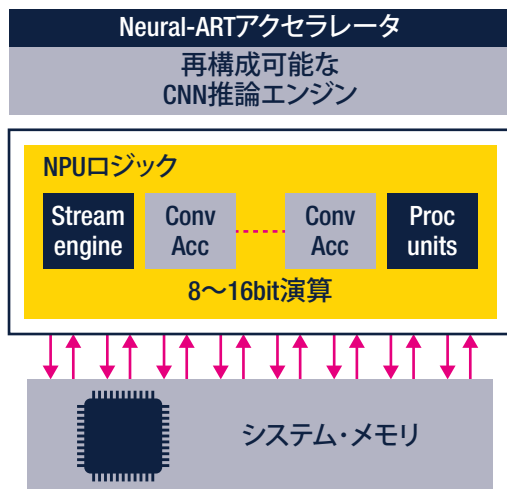 Neural-ARTアクセラレータ
再構成可能な
CNN推論エンジン
NPUロジック
Stream
engine
Conv
Acc
Conv
Acc
Proc
units
8～16bit演算
システム・メモリ